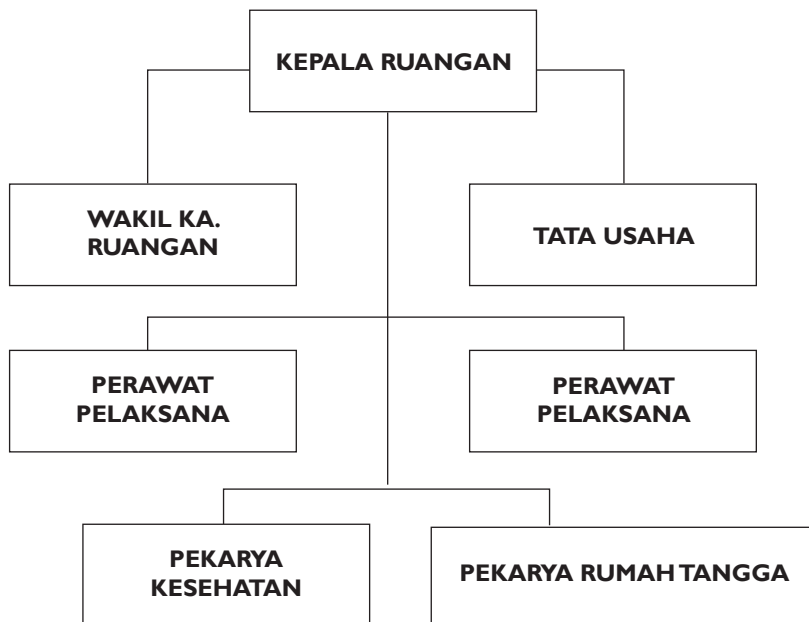 KEPALA RUANGAN
WAKIL KA.
RUANGAN
TATA USAHA
PERAWAT
PELAKSANA
PERAWAT
PELAKSANA
PEKARYA
KESEHATAN
PEKARYA RUMAH TANGGA